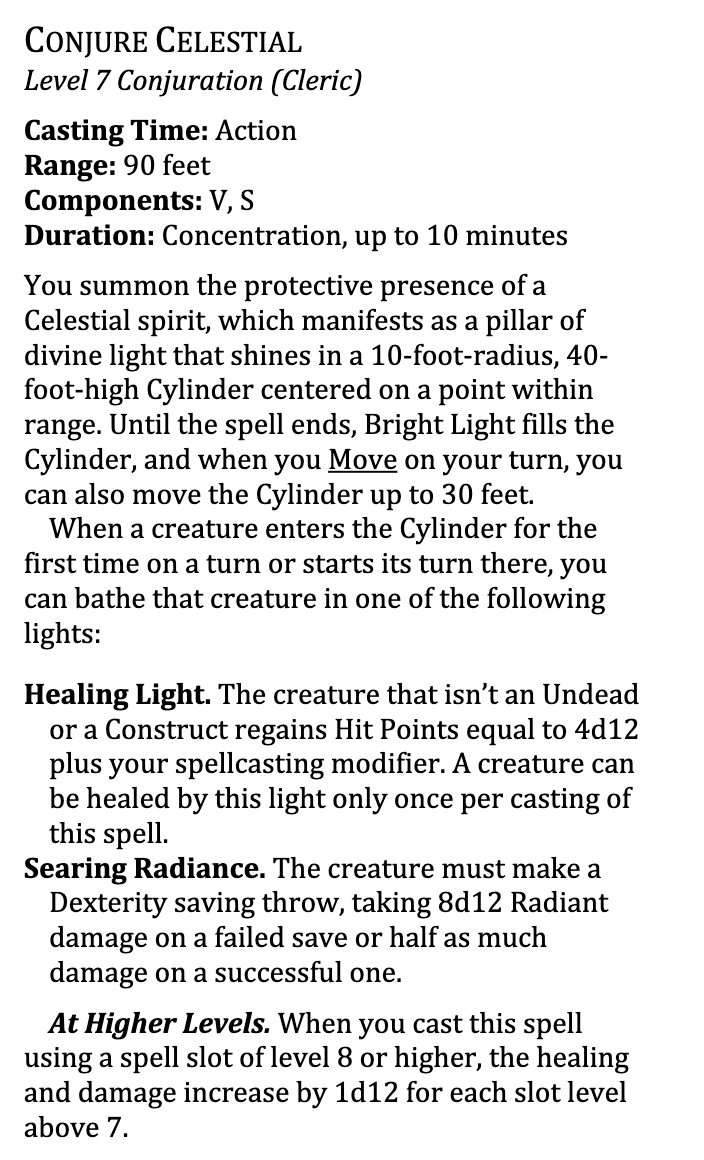 CONJURE CELESTIAL
Level 7 Conjuration (Cleric)
Casting Time: Action
Range: 90 feet
Components: V, S
Duration: Concentration, up to 10 minutes
You summon the protective presence of a
Celestial spirit, which manifests as a pillar of
divine light that shines in a 10-foot-radius, 40-
foot-high Cylinder centered on a point within
range. Until the spell ends, Bright Light fills the
Cylinder, and when you Move on your turn, you
can also move the Cylinder up to 30 feet.
When a creature enters the Cylinder for the
first time on a turn or starts its turn there, you
can bathe that creature in one of the following
lights:
Healing Light. The creature that isn’t an Undead
or a Construct regains Hit Points equal to 4d12
plus your spellcasting modifier. A creature can
be healed by this light only once per casting of
this spell.
Searing Radiance. The creature must make a
Dexterity saving throw, taking 8d12 Radiant
damage on a failed save or half as much
damage on a successful one.
At Higher Levels. When you cast this spell
using a spell slot of level 8 or higher, the healing
and damage increase by 1d12 for each slot level
above 7.